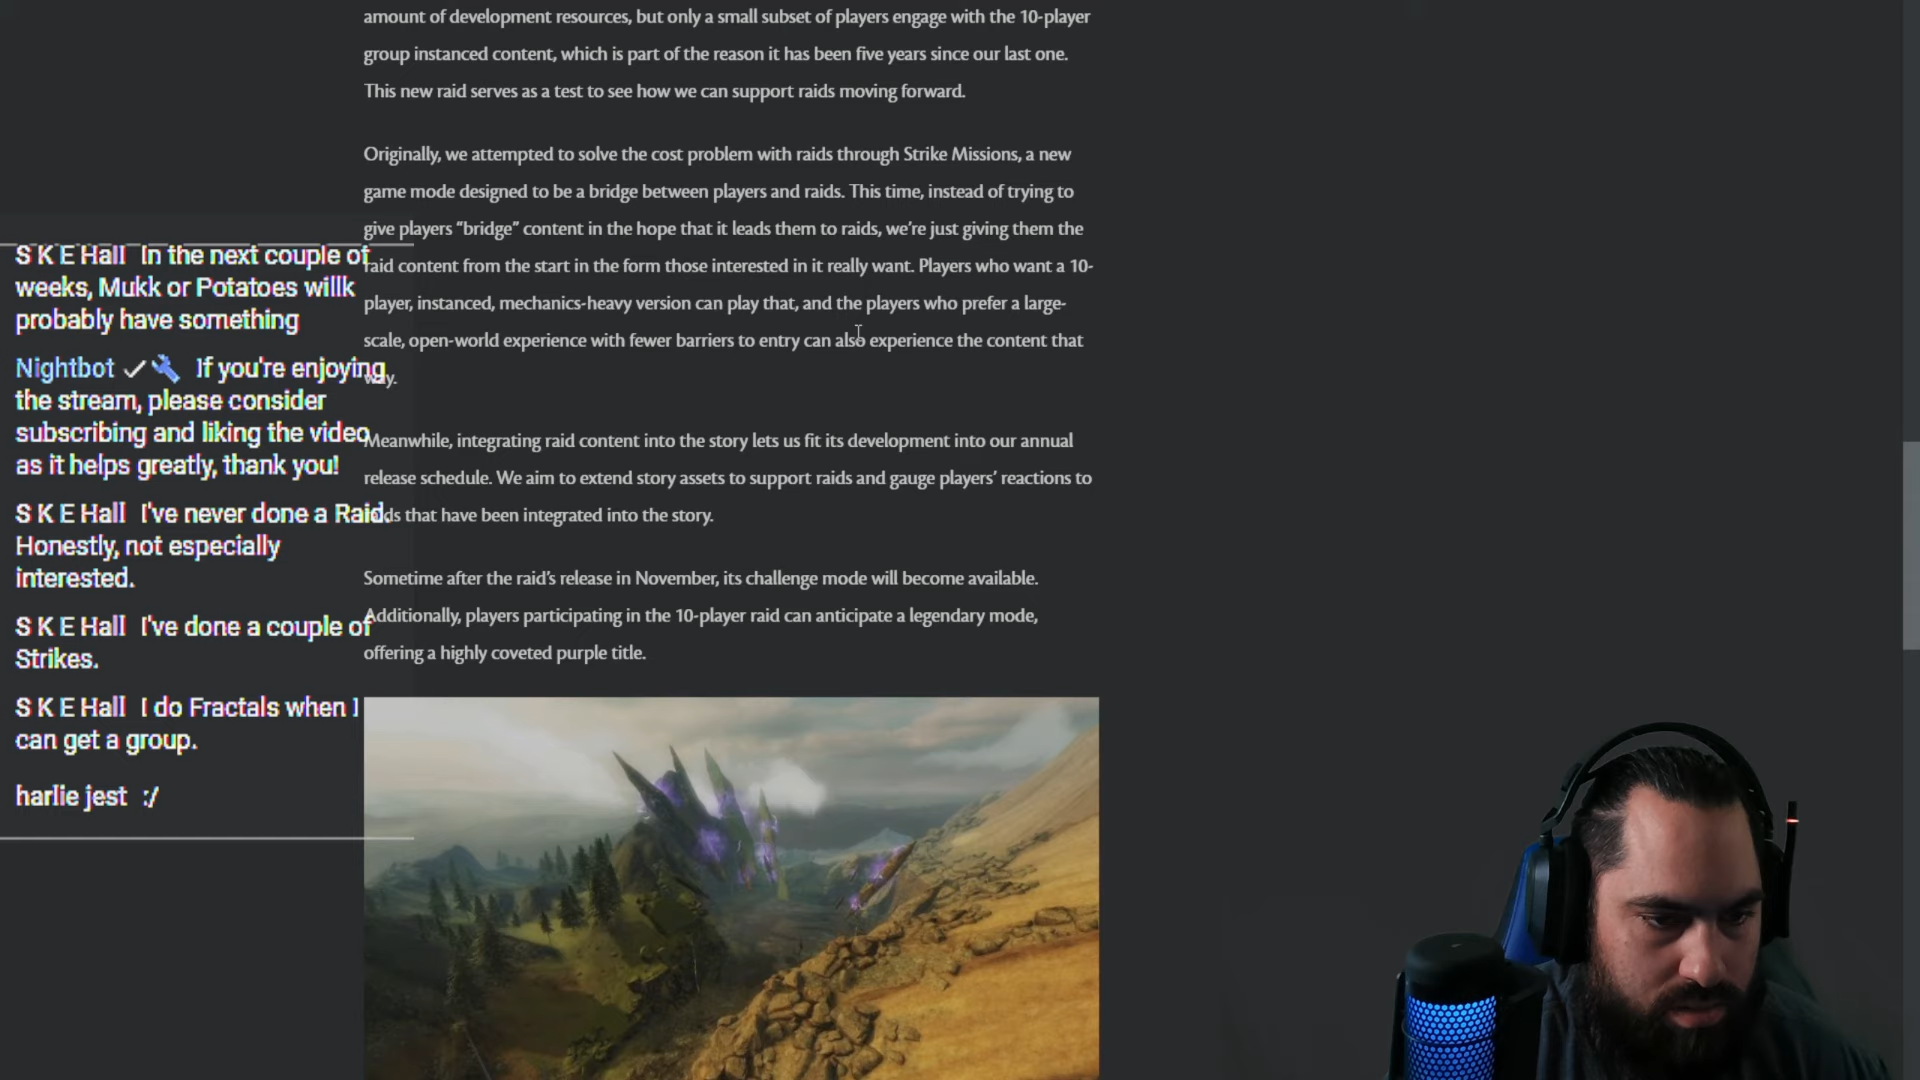 amount of development resources, but only a small subset of players engage with the 10-player
group instanced content, which is part of the reason it has been five years since our last one.
This new raid serves as a test to see how we can support raids moving forward.
Originally, we attempted to solve the cost problem with raids through Strike Missions, a new
game mode designed to be a bridge between players and raids. This time, instead of trying to
give players “bridge” content in the hope that it leads them to raids, we’re just giving them the
raid content from the start in the form those interested in it really want. Players who want a 10-
player, instanced, mechanics-heavy version can play that, and the players who prefer a large-
scale, open-world experience with fewer barriers to entry can also experience the content that
way.
Meanwhile, integrating raid content into the story lets us fit its development into our annual
release schedule. We aim to extend story assets to support raids and gauge players’ reactions to
raids that have been integrated into the story.
Sometime after the raid’s release in November, its challenge mode will become available.
Additionally, players participating in the 10-player raid can anticipate a legendary mode,
offering a highly coveted purple title.
S K E Hall In the next couple of
weeks, Mukk or Potatoes willk
probably have something
Nightbot If you're enjoying
the stream, please consider
subscribing and liking the video
as it helps greatly, thank you!
S K E Hall I've never done a Raid.
Honestly, not especially
interested.
S K E Hall I've done a couple of
Strikes.
S K E Hall I do Fractals when I
can get a group.
harlie jest :/